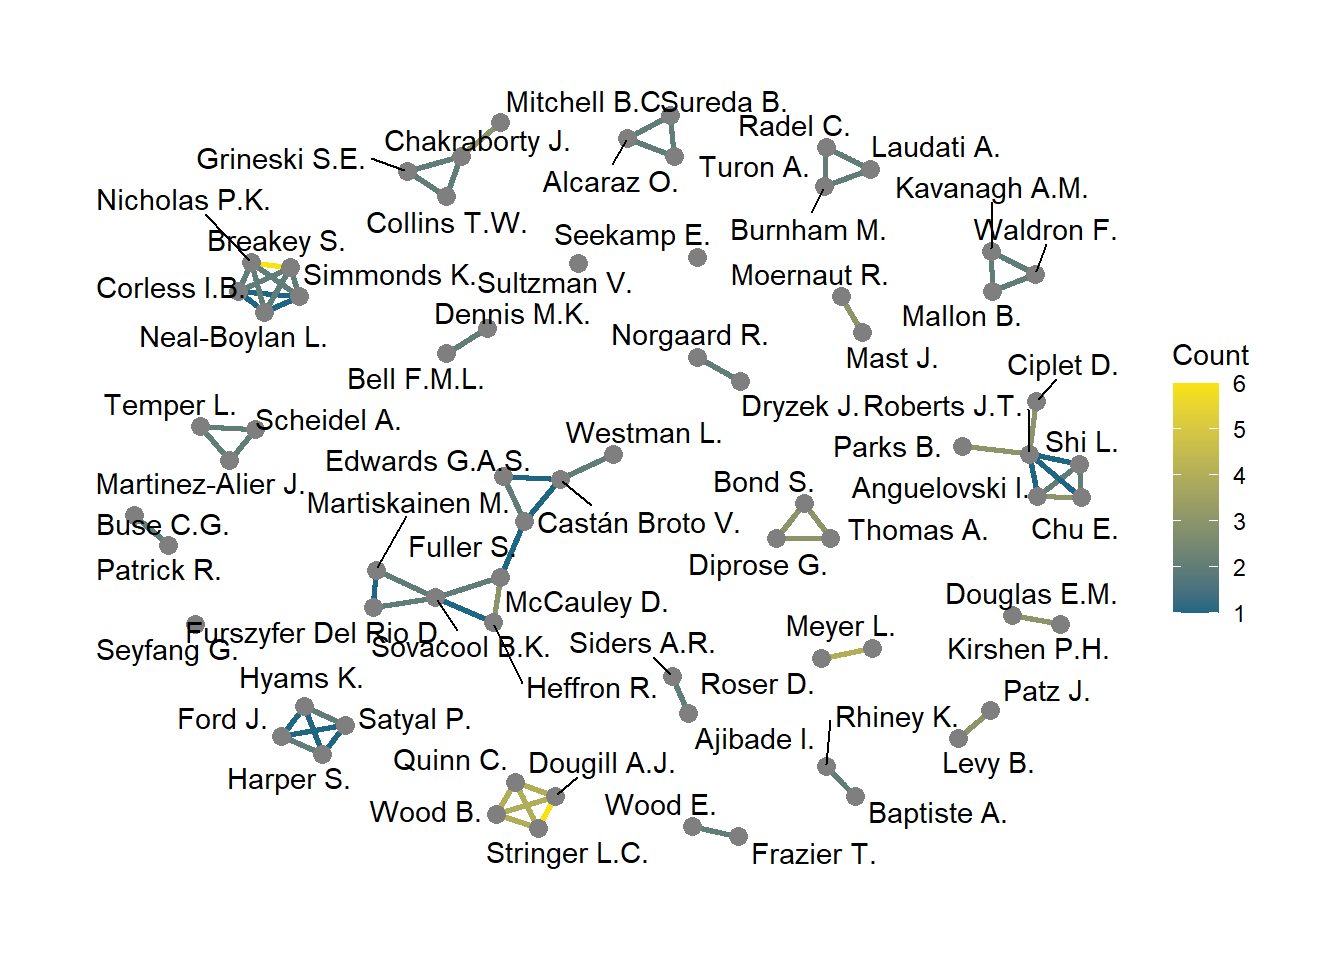 Mitchell B.C.
Sureda B.
Chakraborty J.
Radel C.
Grineski S.E.
Laudati A.
Turon A.
Alcaraz O.
Kavanagh A.M.
Nicholas P.K.
Collins T.W.
Burnham M.
Waldron F.
Breakey S.
Seekamp E.
Simmonds K.
Sultzman V.
Moernaut R.
Corless I.B.
Dennis M.K.
Mallon B.
Neal-Boylan L.
Norgaard R.
Count
Mast J.
Ciplet D.
Bell F.M.L.
6
Temper L.
Dryzek J.
Roberts J.T.
Scheidel A.
5
Westman L.
Parks B.
Shi L.
Edwards G.A.S.
4
Martinez-Alier J.
Bond S.
Anguelovski I.
Martiskainen M.
3
Buse C.G.
Castán Broto V.
Thomas A.
Chu E.
Fuller S.
Diprose G.
2
Patrick R.
McCauley D.
Douglas E.M.
1
Furszyfer Del Rio D.
Meyer L.
Seyfang G.
Sovacool B.K.
Siders A.R.
Kirshen P.H.
Hyams K.
Heffron R.
Roser D.
Patz J.
Ford J.
Satyal P.
Rhiney K.
Ajibade I.
Quinn C.
Dougill A.J.
Levy B.
Harper S.
Wood B.
Wood E.
Baptiste A.
Stringer L.C.
Frazier T.